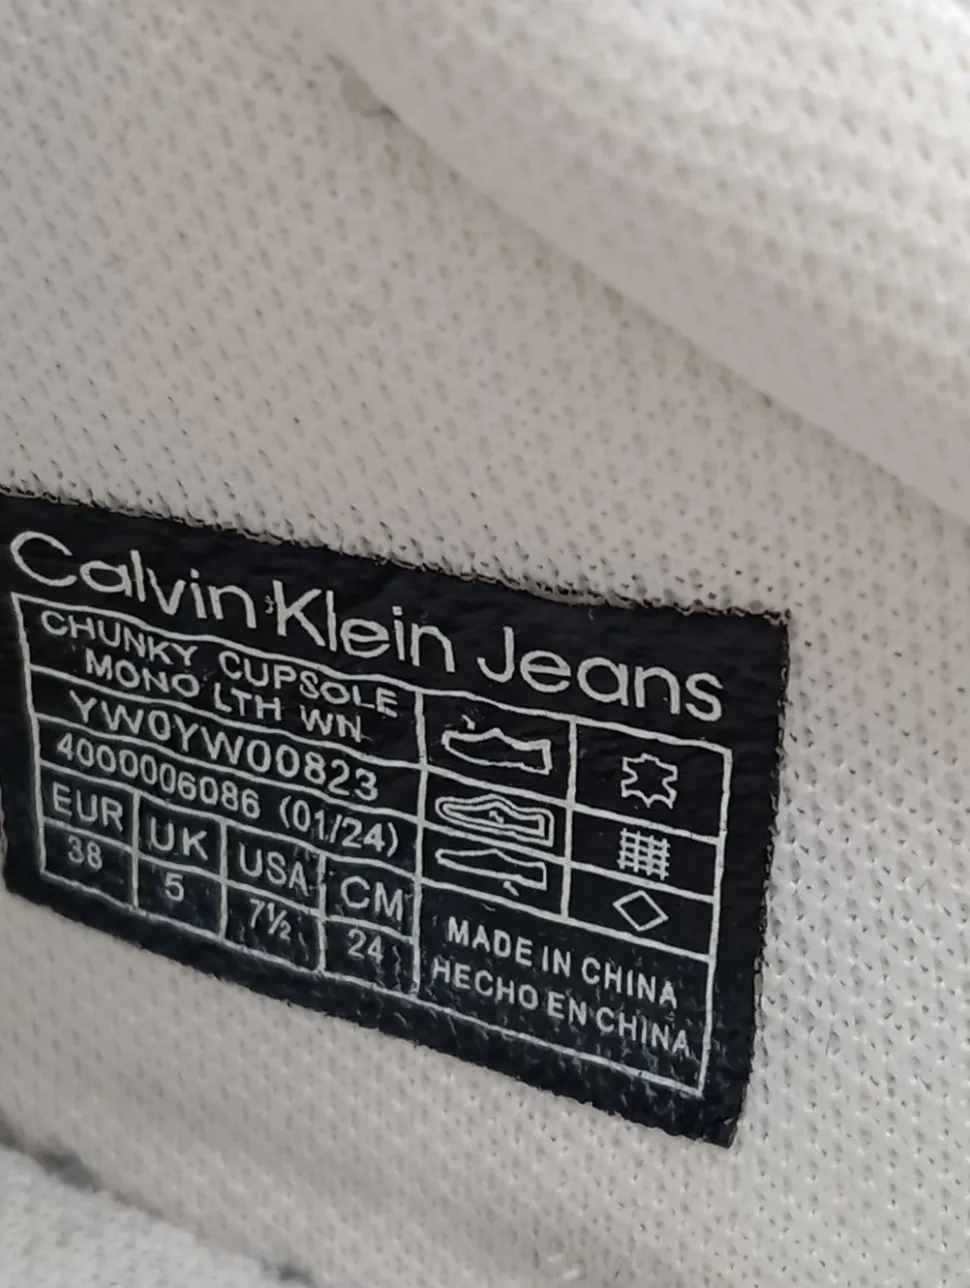 Calvin Klein Jeans
CHUNKY CUPSOLE
MONO LTH WN
YW0YW00823
4000006086 (01/24)
EUR UK USA CM
38 5 7½ 24
MADE IN CHINA
HECHO EN CHINA